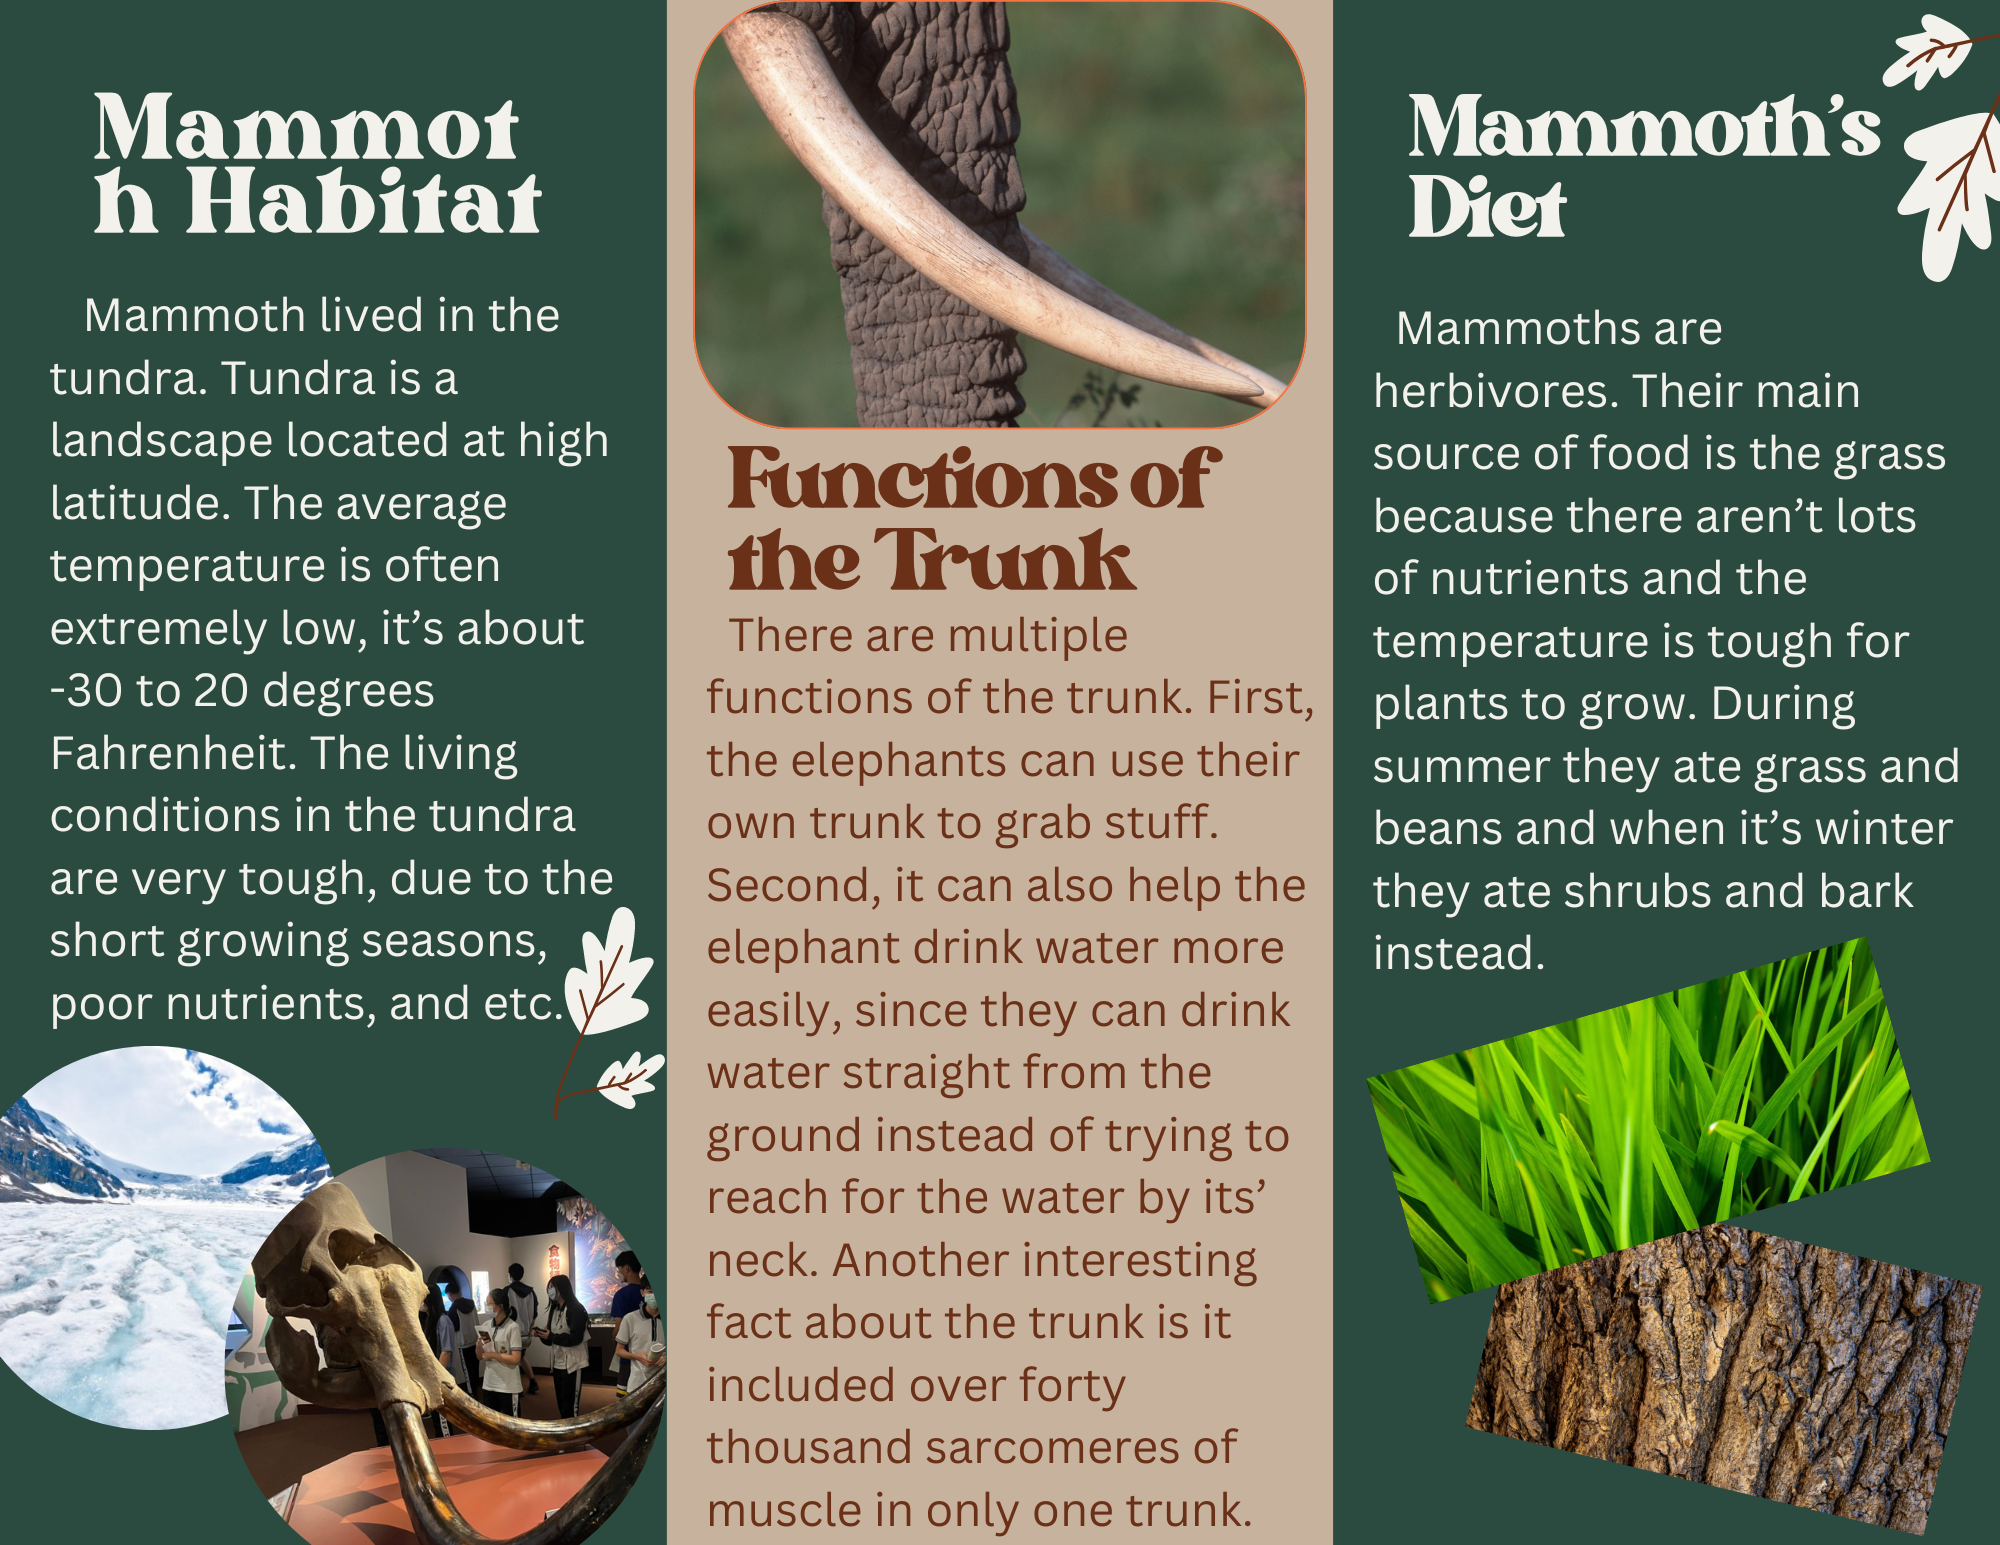 Mammot
h Habitat
Mammoth lived in the
tundra. Tundra is a
landscape located at high
latitude. The average
temperature is often
extremely low, it’s about
-30 to 20 degrees
Fahrenheit. The living
conditions in the tundra
are very tough, due to the
short growing seasons,
poor nutrients, and etc.
食物
Functions of
the Trunk
There are multiple
functions of the trunk. First,
the elephants can use their
own trunk to grab stuff.
Second, it can also help the
elephant drink water more
easily, since they can drink
water straight from the
ground instead of trying to
reach for the water by its’
neck. Another interesting
fact about the trunk is it
included over forty
thousand sarcomeres of
muscle in only one trunk.
Mammoth’s
Diet
Mammoths are
herbivores. Their main
source of food is the grass
because there aren’t lots
of nutrients and the
temperature is tough for
plants to grow. During
summer they ate grass and
beans and when it’s winter
they ate shrubs and bark
instead.